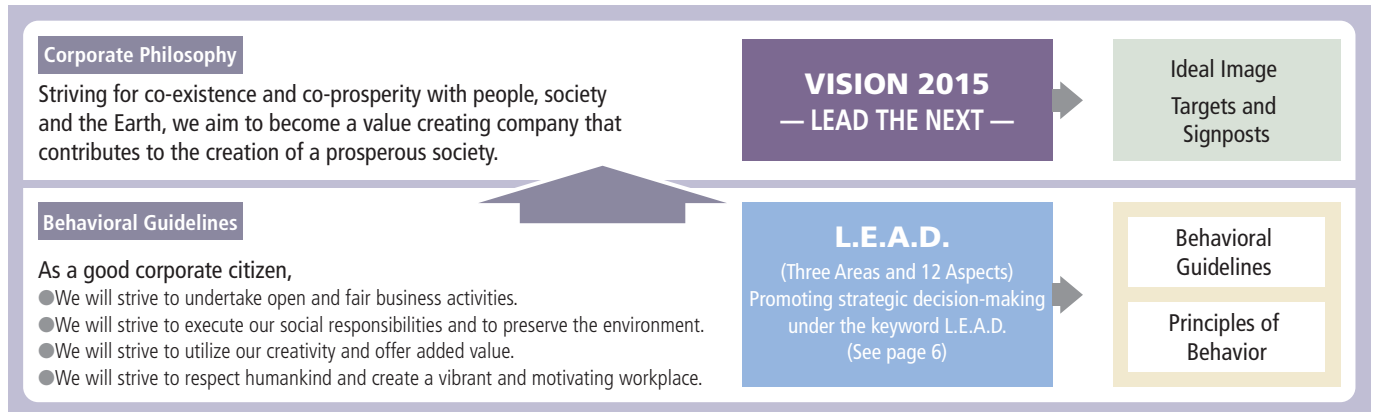 Corporate Philosophy
Striving for co-existence and co-prosperity with people, society
and the Earth, we aim to become a value creating company that
contributes to the creation of a prosperous society.
VISION 2015
— LEAD THE NEXT —
Ideal Image
Targets and
Signposts
Behavioral Guidelines
As a good corporate citizen,
●We will strive to undertake open and fair business activities.
●We will strive to execute our social responsibilities and to preserve the environment.
●We will strive to utilize our creativity and offer added value.
●We will strive to respect humankind and create a vibrant and motivating workplace.
L.E.A.D.
(Three Areas and 12 Aspects)
Promoting strategic decision-making
under the keyword L.E.A.D.
(See page 6)
Behavioral
Guidelines
Principles of
Behavior